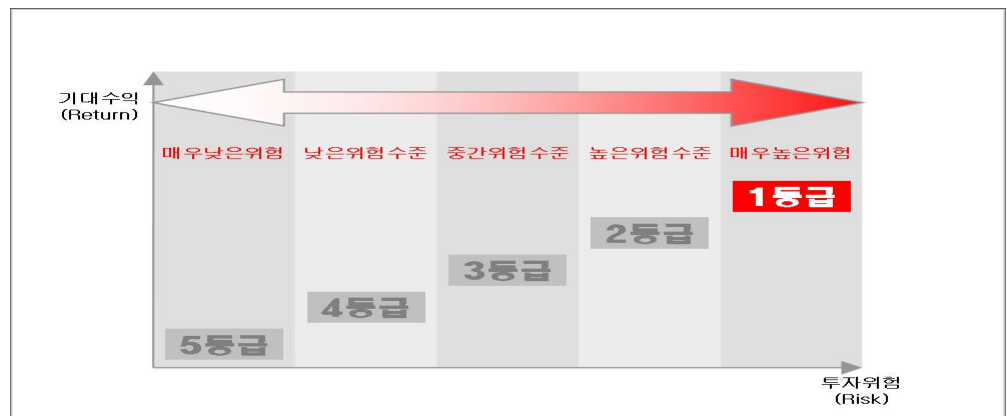 기대수익
(Return)
매우낮은위험 낮은위험수준 중간위험수준 높은위험수준 매우높은위험
1등급
2등급
3등급
4등급
5등급
투자위험
(Risk)